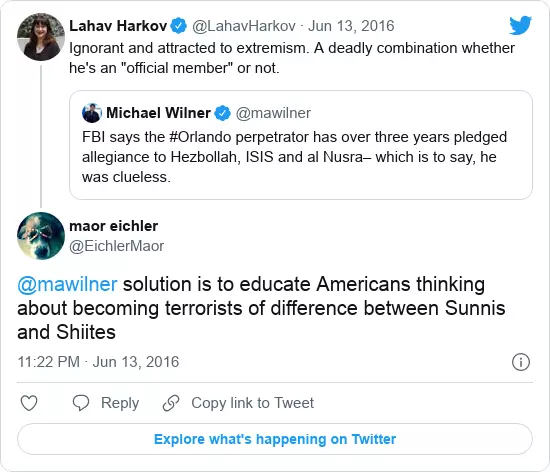 Lahav Harkov @LahavHarkov · Jun 13, 2016
Ignorant and attracted to extremism. A deadly combination whether
he's an "official member" or not.
Michael Wilner @mawilner
FBI says the #Orlando perpetrator has over three years pledged
allegiance to Hezbollah, ISIS and al Nusra– which is to say, he
was clueless.
maor eichler
@EichlerMaor
@mawilner solution is to educate Americans thinking
about becoming terrorists of difference between Sunnis
and Shiites
11:22 PM · Jun 13, 2016
Reply Copy link to Tweet
Explore what's happening on Twitter